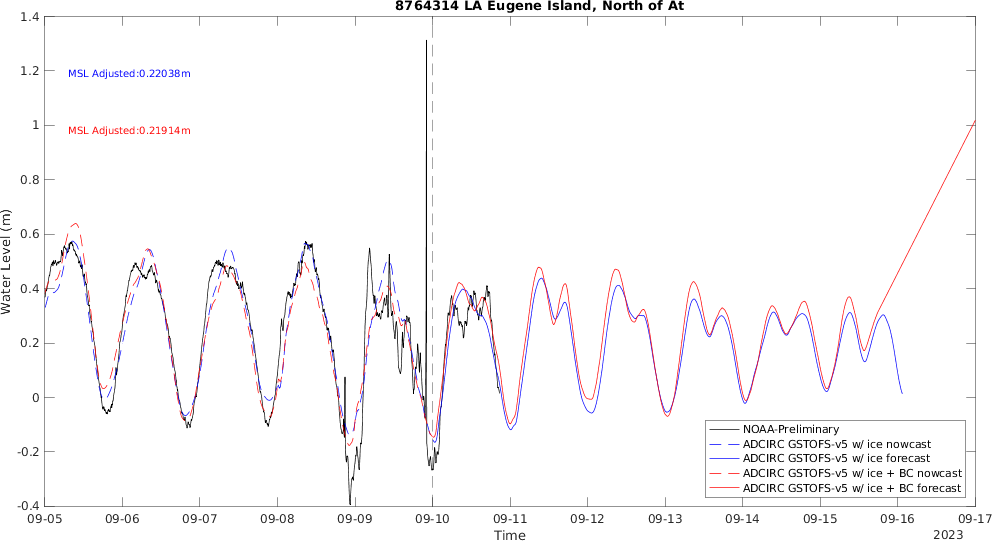 8764314 LA Eugene Island, North of At
1.4
1.2
1
0.8
0.6
0.4
0.2
0
-0.2
-0.4
Water Level (m)
MSL Adjusted:0.22038m
MSL Adjusted:0.21914m
NOAA-Preliminary
ADCIRC GSTOFS-v5 w/ ice nowcast
ADCIRC GSTOFS-v5 w/ ice forecast
ADCIRC GSTOFS-v5 w/ ice + BC nowcast
ADCIRC GSTOFS-v5 w/ ice + BC forecast
09-05 09-06 09-07 09-08 09-09 09-10 09-11 09-12 09-13 09-14 09-15 09-16 09-17
Time
2023